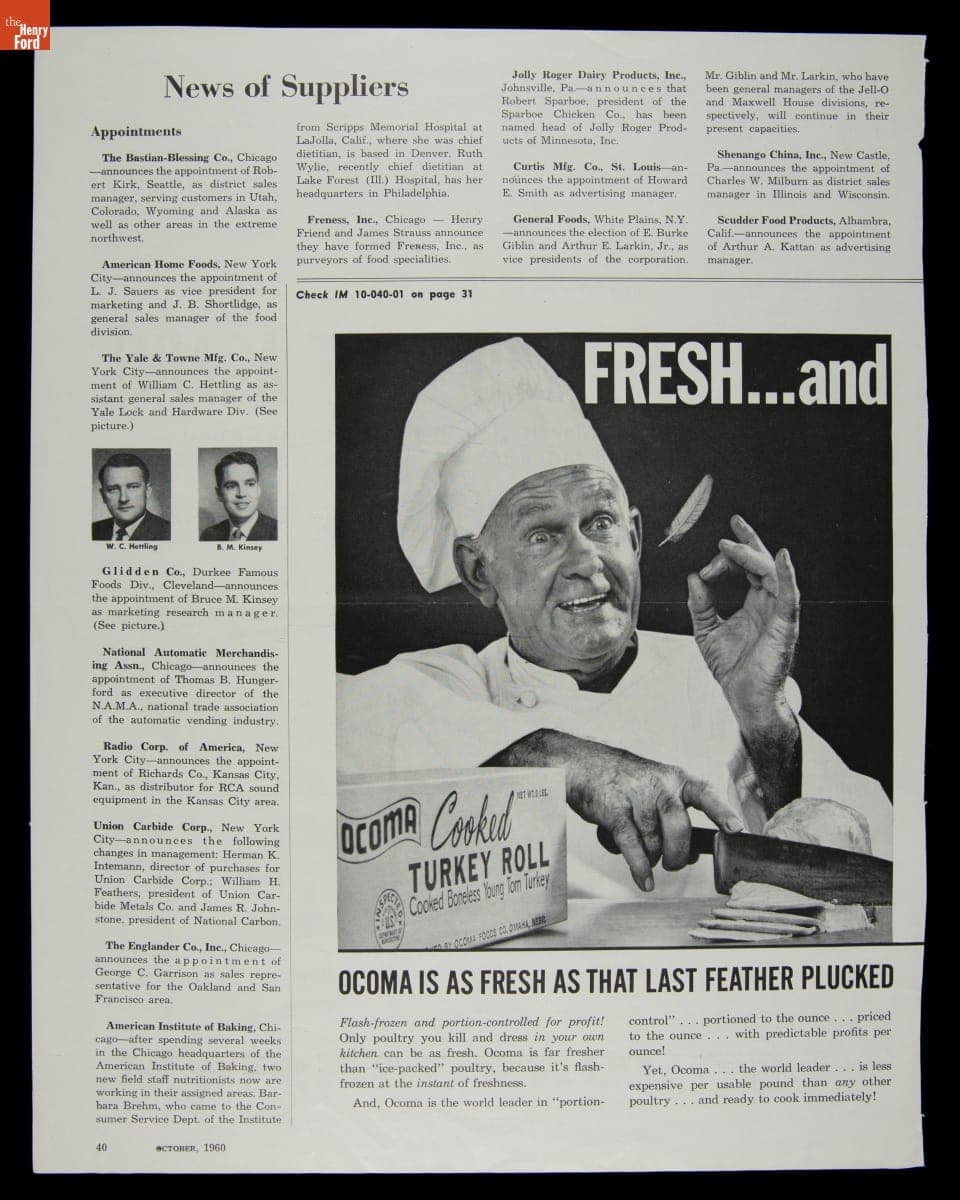 the
Henry
Ford
News of Suppliers
Appointments
The Bastian-Blessing Co., Chicago
—announces the appointment of Rob-
ert Kirk, Seattle, as district sales
manager, serving customers in Utah,
Colorado, Wyoming and Alaska as
well as other areas in the extreme
northwest.
American Home Foods, New York
City—announces the appointment of
L. J. Sauers as vice president for
marketing and J. B. Shortlidge, as
general sales manager of the food
division.
The Yale & Towne Mfg. Co., New
York City—announces the appoint-
ment of William C. Hettling as as-
sistant general sales manager of the
Yale Lock and Hardware Div. (See
picture.)
W. C. Hettling
B. M. Kinsey
Glidden Co., Durkee Famous
Foods Div., Cleveland—announces
the appointment of Bruce M. Kinsey
as marketing research manager.
(See picture.)
National Automatic Merchandis-
ing Assn., Chicago—announces the
appointment of Thomas B. Hunger-
ford as executive director of the
N.A.M.A., national trade association
of the automatic vending industry.
Radio Corp. of America, New
York City—announces the appoint-
ment of Richards Co., Kansas City,
Kan., as distributor for RCA sound
equipment in the Kansas City area.
Union Carbide Corp., New York
City—announces the following
changes in management: Herman K.
Intemann, director of purchases for
Union Carbide Corp.; William H.
Feathers, president of Union Car-
bide Metals Co. and James R. John-
stone, president of National Carbon.
The Englander Co., Inc., Chicago—
announces the appointment of
George C. Garrison as sales repre-
sentative for the Oakland and San
Francisco area.
American Institute of Baking, Chi-
cago—after spending several weeks
in the Chicago headquarters of the
American Institute of Baking, two
new field staff nutritionists now are
working in their assigned areas. Bar-
bara Brehm, who came to the Con-
sumer Service Dept. of the Institute
from Scripps Memorial Hospital at
LaJolla, Calif., where she was chief
dietitian, is based in Denver. Ruth
Wylie, recently chief dietitian at
Lake Forest (Ill.) Hospital, has her
headquarters in Philadelphia.
Freness, Inc., Chicago — Henry
Friend and James Strauss announce
they have formed Freness, Inc., as
purveyors of food specialities.
Jolly Roger Dairy Products, Inc.,
Johnsville, Pa.—announces that
Robert Sparboe, president of the
Sparboe Chicken Co., has been
named head of Jolly Roger Prod-
ucts of Minnesota, Inc.
Curtis Mfg. Co., St. Louis—an-
nounces the appointment of Howard
E. Smith as advertising manager.
General Foods, White Plains, N.Y.
—announces the election of E. Burke
Giblin and Arthur E. Larkin, Jr., as
vice presidents of the corporation.
Mr. Giblin and Mr. Larkin, who have
been general managers of the Jell-O
and Maxwell House divisions, re-
spectively, will continue in their
present capacities.
Shenango China, Inc., New Castle,
Pa.—announces the appointment of
Charles W. Milburn as district sales
manager in Illinois and Wisconsin.
Scudder Food Products, Alhambra,
Calif.—announces the appointment
of Arthur A. Kattan as advertising
manager.
Check IM 10-040-01 on page 31
FRESH...and
OCOMA
Cooked
NET WT. 9 LBS.
TURKEY ROLL
Cooked Boneless Young Tom Turkey
INSPECTED
U.S.
DEPARTMENT OF
AGRICULTURE
BY OCOMA FOODS CO. OMAHA, NEBR.
OCOMA IS AS FRESH AS THAT LAST FEATHER PLUCKED
Flash-frozen and portion-controlled for profit!
Only poultry you kill and dress in your own
kitchen can be as fresh. Ocoma is far fresher
than "ice-packed" poultry, because it's flash-
frozen at the instant of freshness.
And, Ocoma is the world leader in "portion-
control" . . . portioned to the ounce . . . priced
to the ounce . . . with predictable profits per
ounce!
Yet, Ocoma . . . the world leader . . . is less
expensive per usable pound than any other
poultry . . . and ready to cook immediately!
40
OCTOBER, 1960